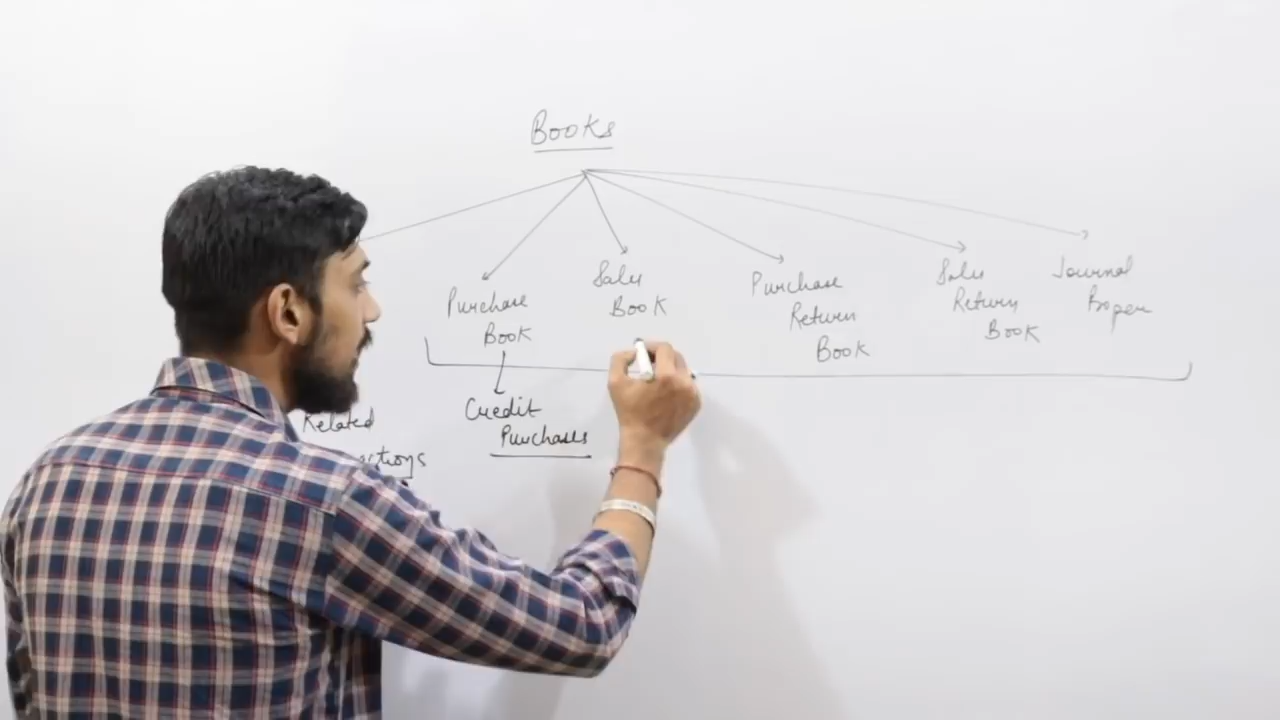 Books
Purchase
Book
Sales
Book
Purchase
Return
Book
Sales
Return
Book
Journal
Proper
Related
Credit
Purchases